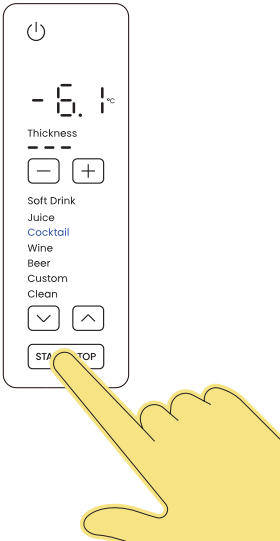 -6.1°C
Thickness
Soft Drink
Juice
Cocktail
Wine
Beer
Custom
Clean